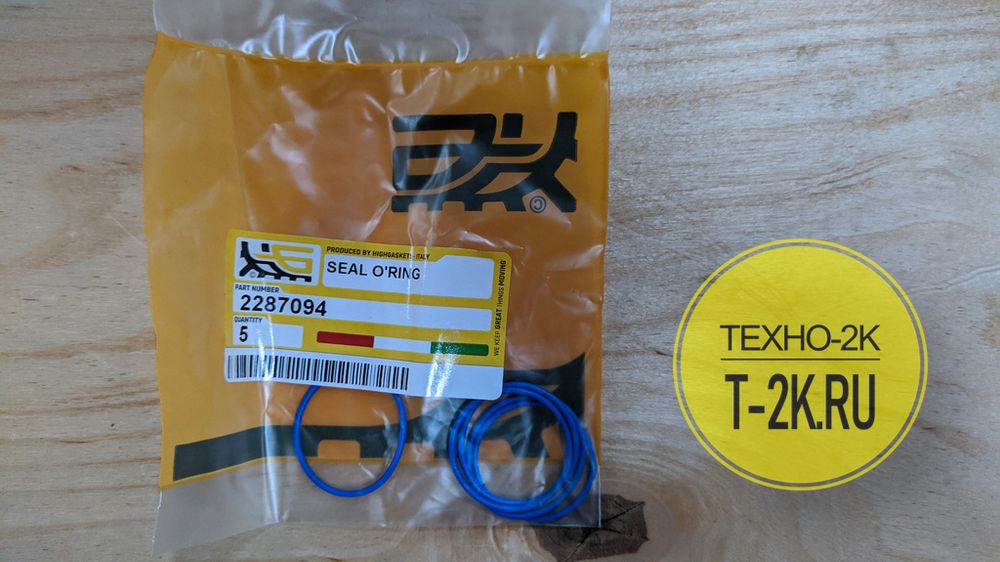 ©
PRODUCED BY HIGHGASKETS-ITALY
SEAL O'RING
PART NUMBER
2287094
QUANTITY
5
WE KEEP GREAT THINGS MOVING
ТЕХНО-2К
T-2K.RU